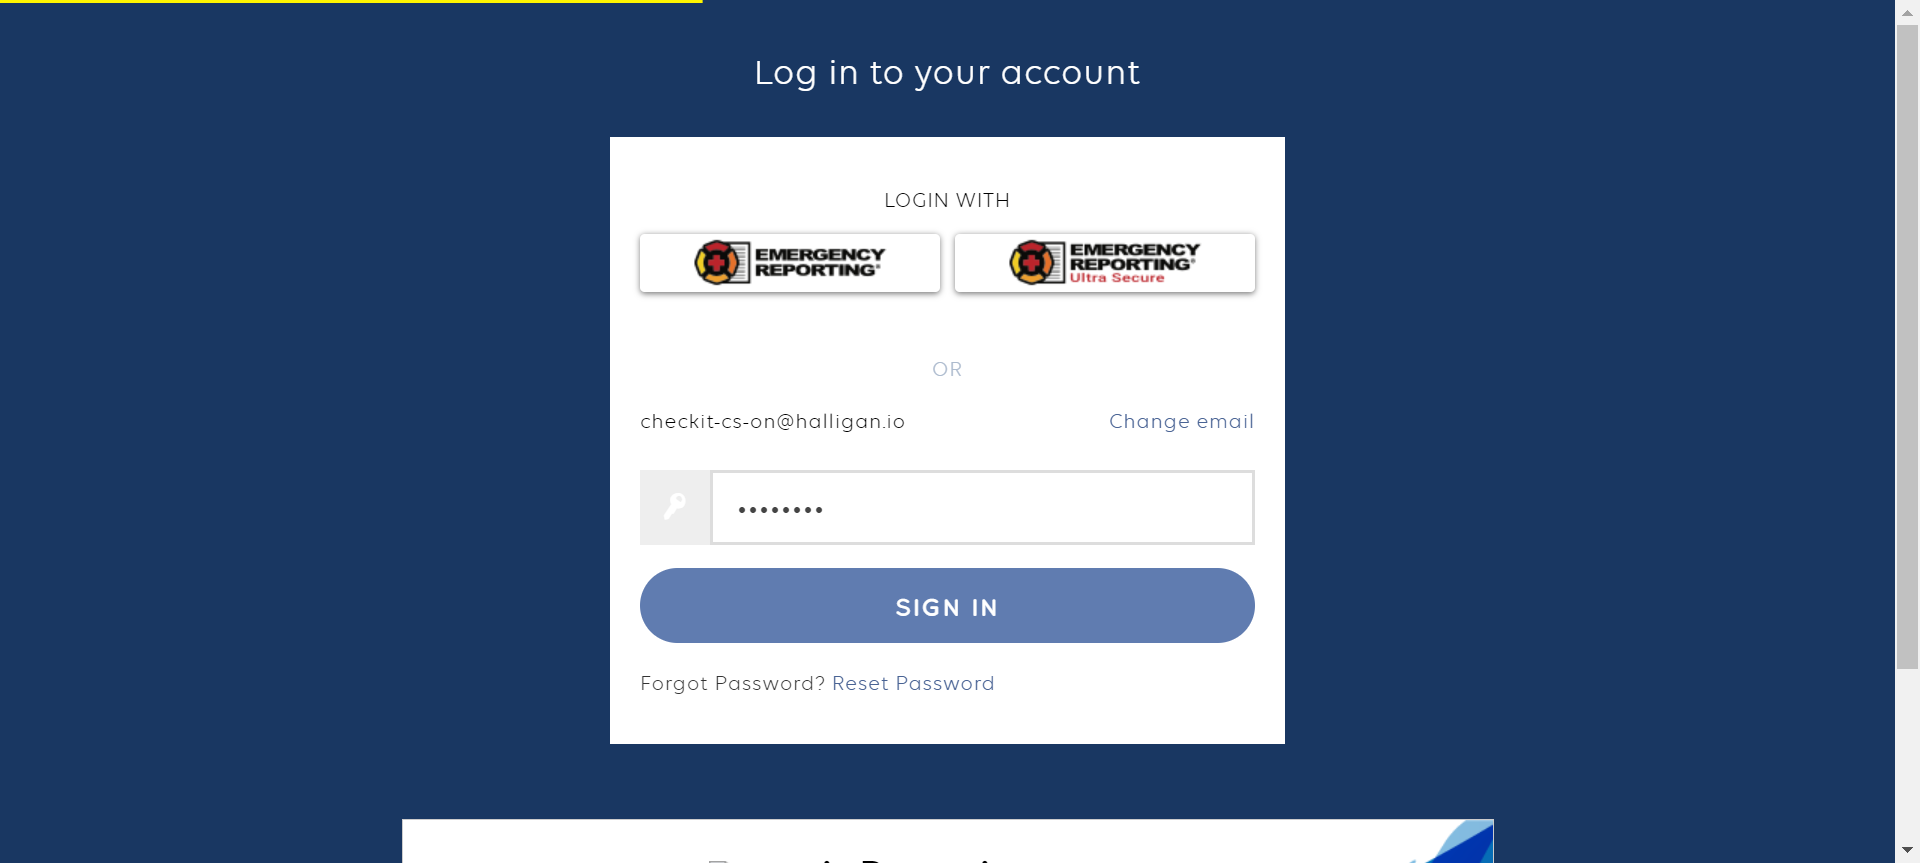 Log in to your account
LOGIN WITH
EMERGENCY
REPORTING®
EMERGENCY
REPORTING®
Ultra Secure
OR
checkit-cs-on@halligan.io
Change email
••••••••
SIGN IN
Forgot Password? Reset Password